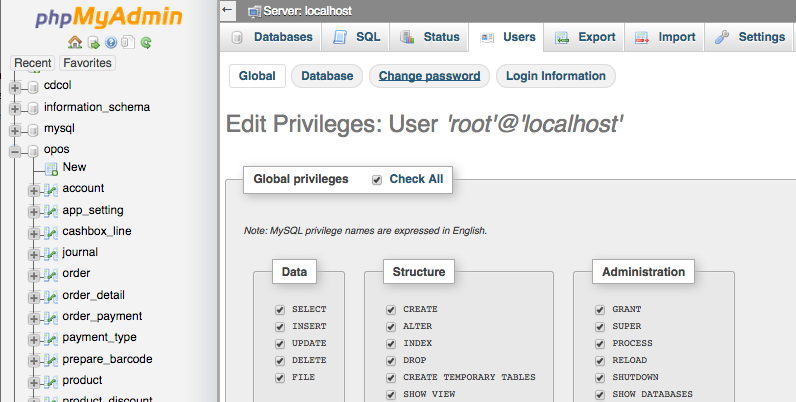 phpMyAdmin
Recent Favorites
cdcol
information_schema
mysql
opos
New
account
app_setting
cashbox_line
journal
order
order_detail
order_payment
payment_type
prepare_barcode
product
product_discount
Server: localhost
Databases SQL Status Users Export Import Settings
Global Database Change password Login Information
Edit Privileges: User 'root'@'localhost'
Global privileges Check All
Note: MySQL privilege names are expressed in English.
Data
SELECT
INSERT
UPDATE
DELETE
FILE
Structure
CREATE
ALTER
INDEX
DROP
CREATE TEMPORARY TABLES
SHOW VIEW
Administration
GRANT
SUPER
PROCESS
RELOAD
SHUTDOWN
SHOW DATABASES